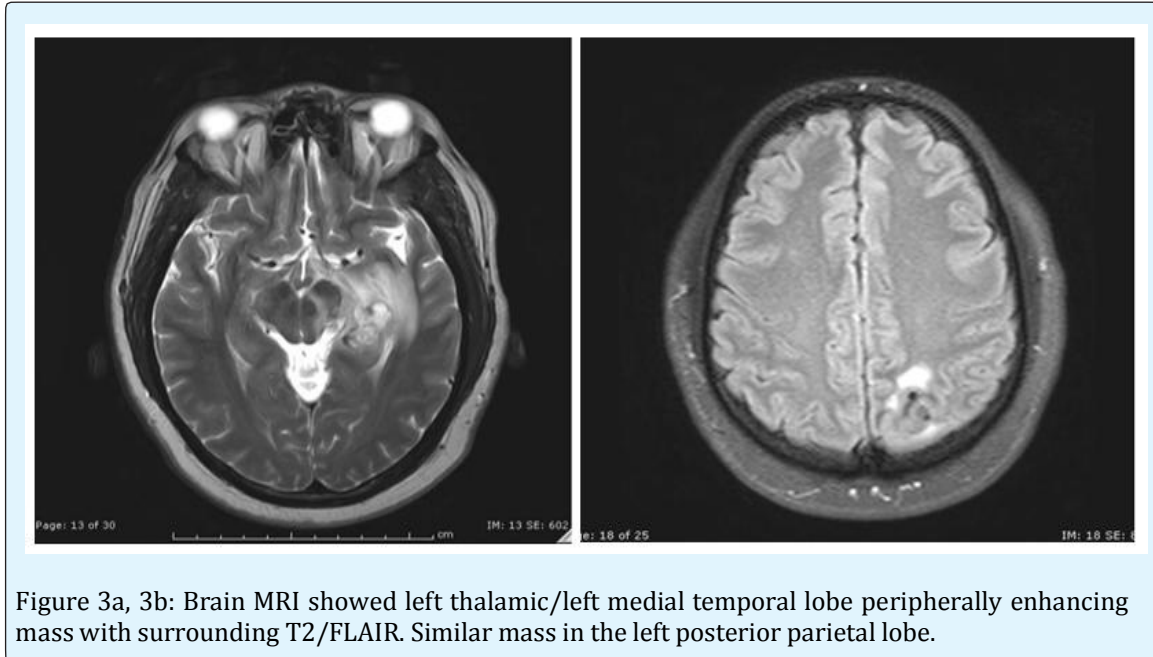 Page: 13 of 30
cm
IM: 13 SE: 602
ge: 18 of 25
IM: 18 SE: 8
Figure 3a, 3b: Brain MRI showed left thalamic/left medial temporal lobe peripherally enhancing
mass with surrounding T2/FLAIR. Similar mass in the left posterior parietal lobe.